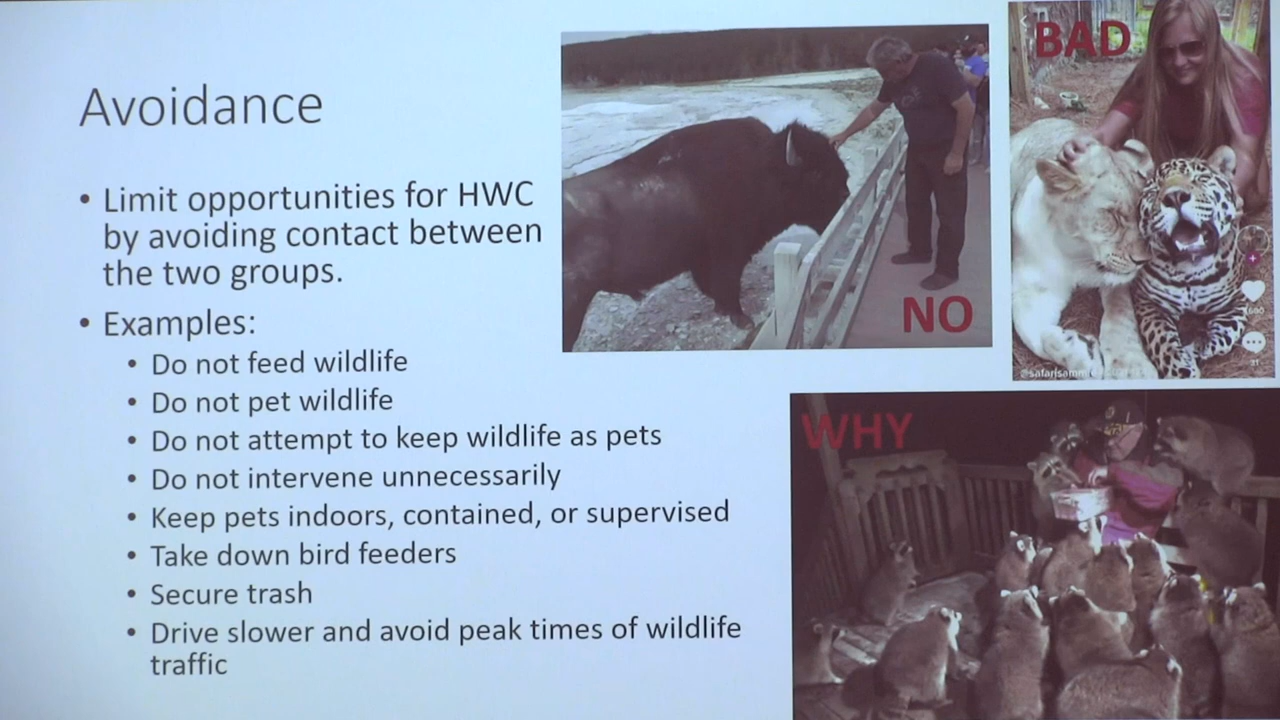 Avoidance
• Limit opportunities for HWC
by avoiding contact between
the two groups.
• Examples:
• Do not feed wildlife
• Do not pet wildlife
• Do not attempt to keep wildlife as pets
• Do not intervene unnecessarily
• Keep pets indoors, contained, or supervised
• Take down bird feeders
• Secure trash
• Drive slower and avoid peak times of wildlife
traffic
NO
BAD
WHY